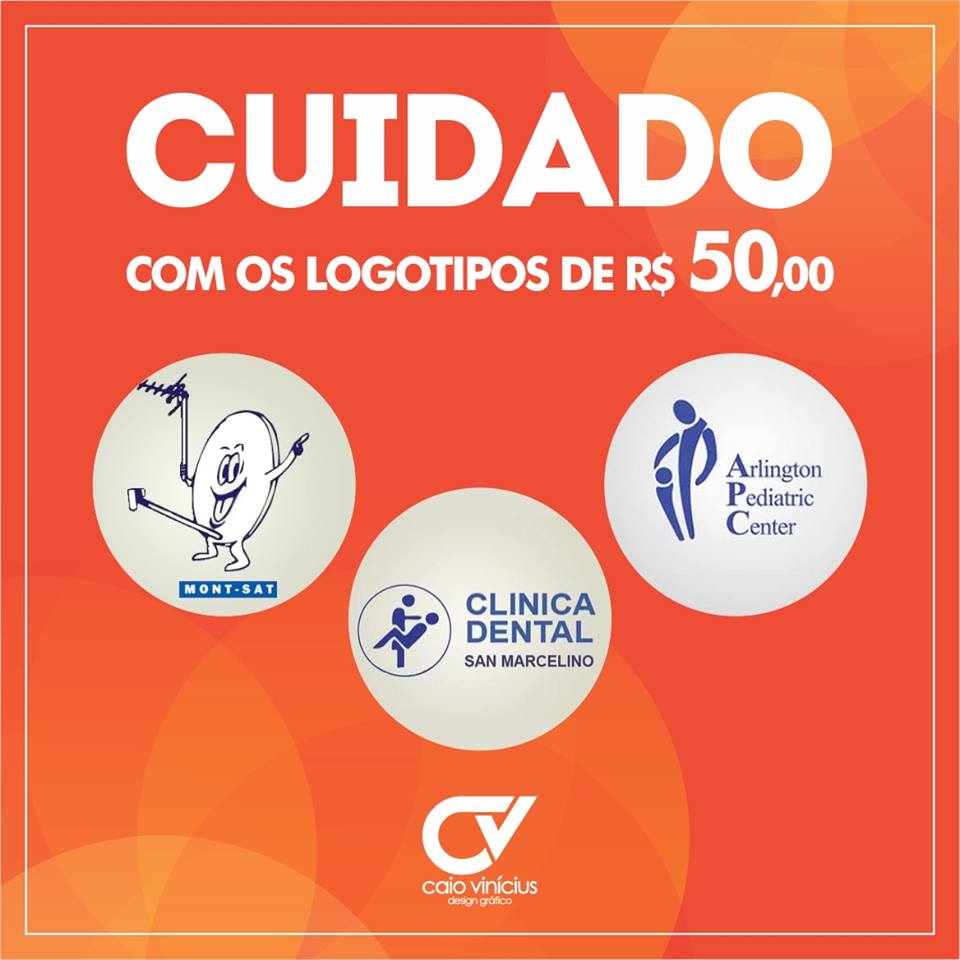 CUIDADO
COM OS LOGOTIPOS DE R$ 50,00
MONT-SAT
Arlington
Pediatric
Center
CLINICA
DENTAL
SAN MARCELINO
CV
caio vinícius
design gráfico